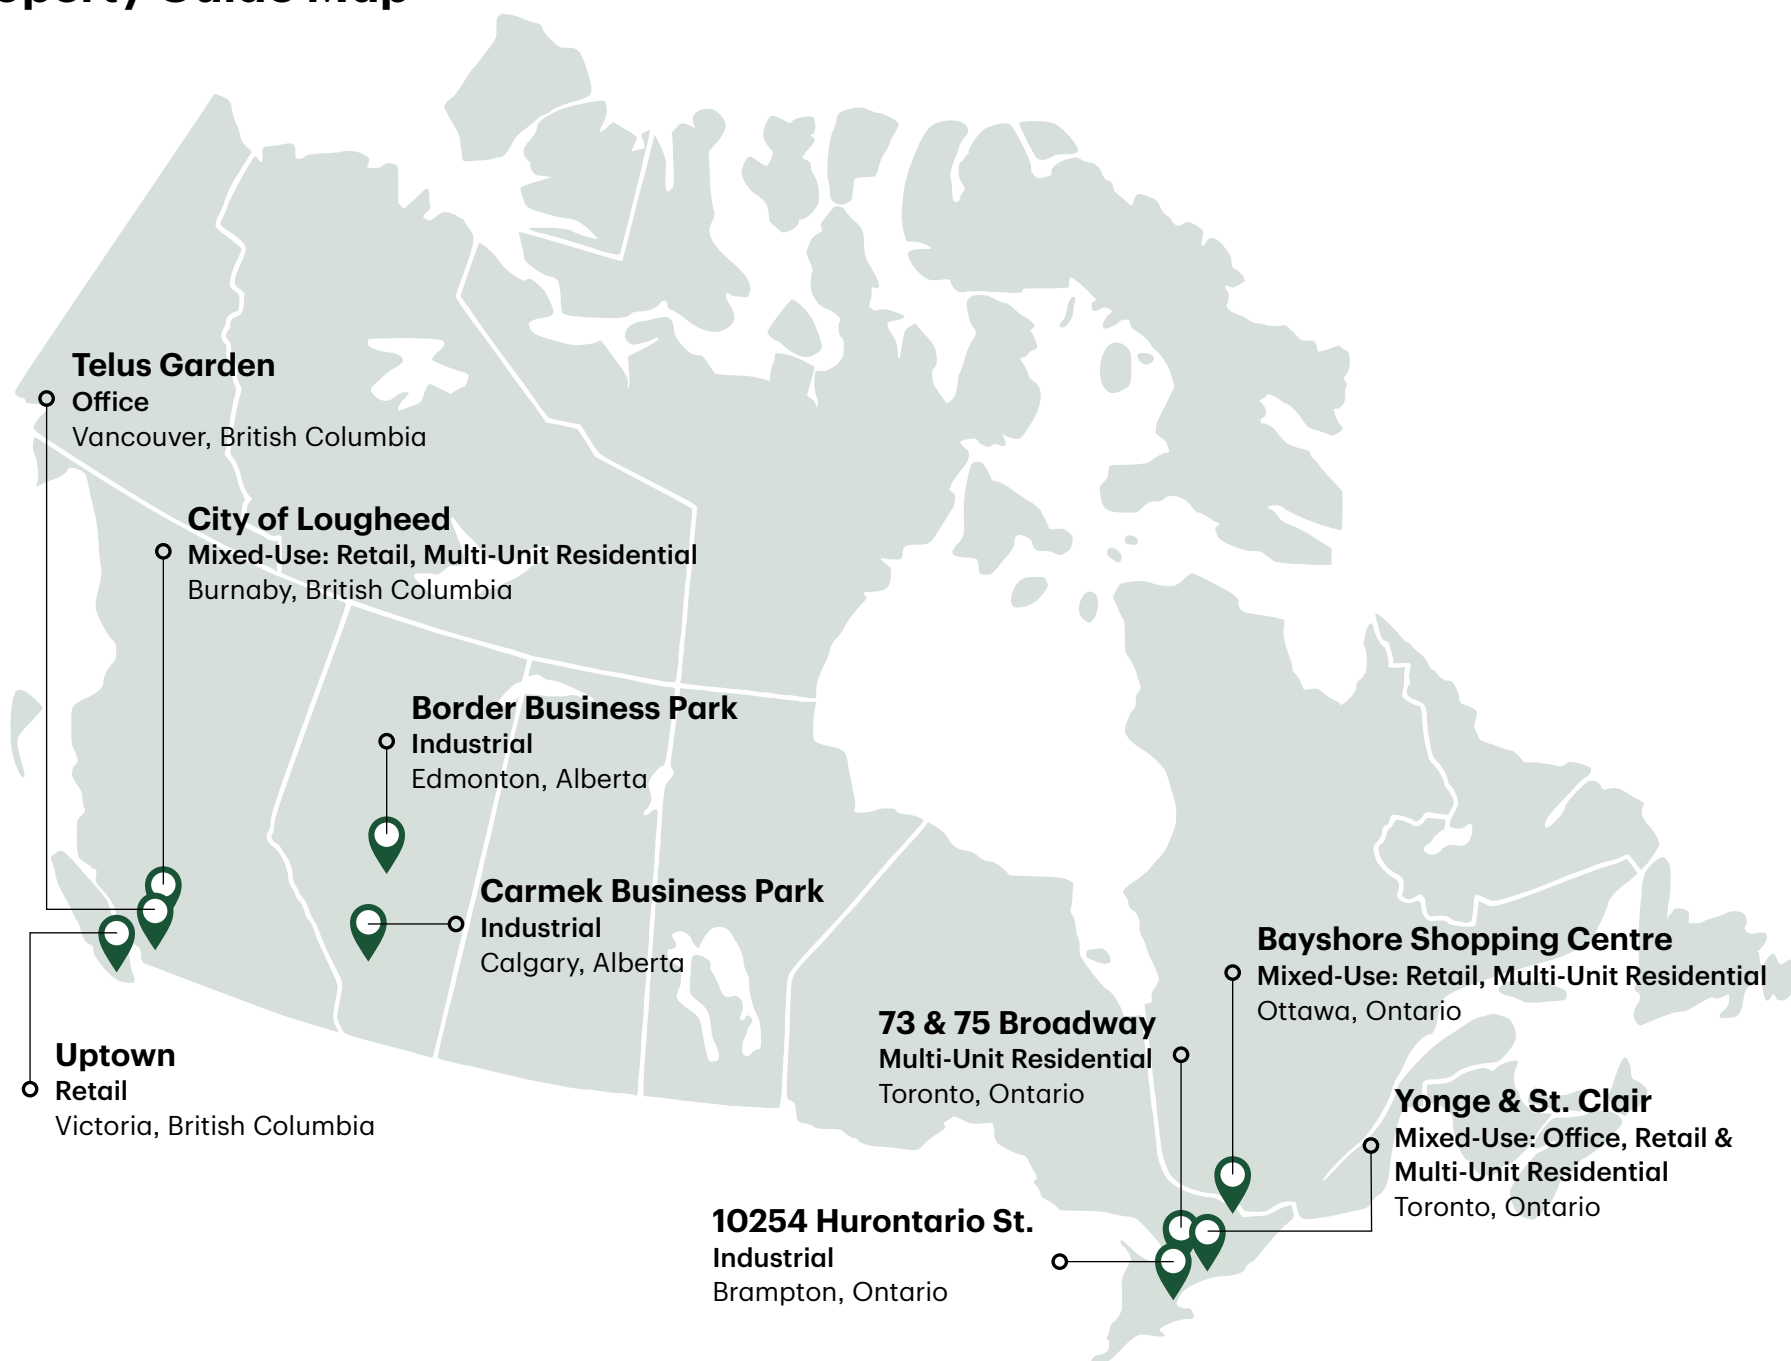 Guide Map
Telus Garden
Office
Vancouver, British Columbia
City of Lougheed
Mixed-Use: Retail, Multi-Unit Residential
Burnaby, British Columbia
Border Business Park
Industrial
Edmonton, Alberta
Carmek Business Park
Industrial
Calgary, Alberta
Uptown
Retail
Victoria, British Columbia
Bayshore Shopping Centre
Mixed-Use: Retail, Multi-Unit Residential
Ottawa, Ontario
73 & 75 Broadway
Multi-Unit Residential
Toronto, Ontario
Yonge & St. Clair
Mixed-Use: Office, Retail &
Multi-Unit Residential
Toronto, Ontario
10254 Hurontario St.
Industrial
Brampton, Ontario